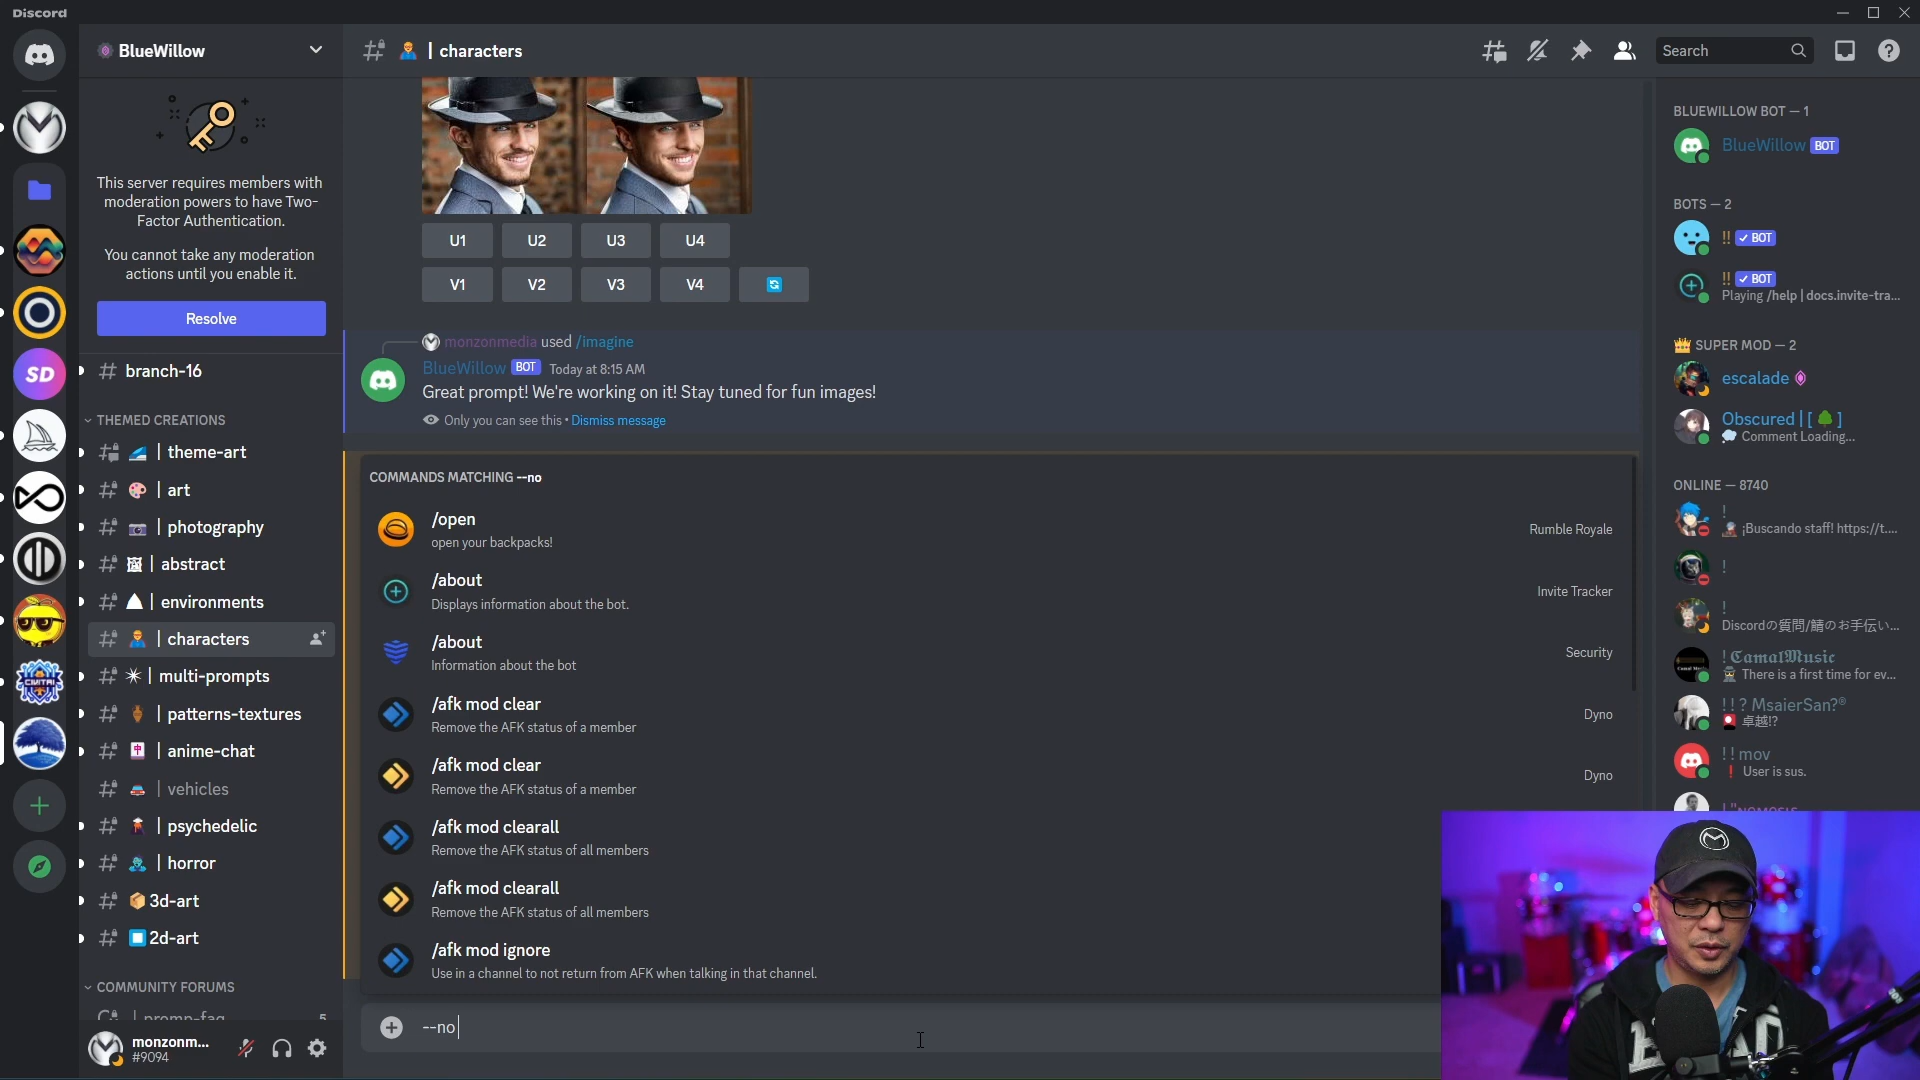 Discord
BlueWillow
This server requires members with
moderation powers to have Two-
Factor Authentication.
You cannot take any moderation
actions until you enable it.
Resolve
branch-16
THEMED CREATIONS
| theme-art
| art
| photography
| abstract
| environments
| characters
| multi-prompts
| patterns-textures
| anime-chat
| vehicles
| psychedelic
| horror
3d-art
2d-art
COMMUNITY FORUMS
| promp-faq
5
monzonm...
#9094
SD
CIVITAI
| characters
Search
U1 U2 U3 U4
V1 V2 V3 V4
monzonmedia used /imagine
BlueWillow BOT Today at 8:15 AM
Great prompt! We're working on it! Stay tuned for fun images!
Only you can see this • Dismiss message
COMMANDS MATCHING --no
/open
open your backpacks!
Rumble Royale
/about
Displays information about the bot.
Invite Tracker
/about
Information about the bot
Security
/afk mod clear
Remove the AFK status of a member
Dyno
/afk mod clear
Remove the AFK status of a member
Dyno
/afk mod clearall
Remove the AFK status of all members
/afk mod clearall
Remove the AFK status of all members
/afk mod ignore
Use in a channel to not return from AFK when talking in that channel.
--no
BLUEWILLOW BOT — 1
BlueWillow BOT
BOTS — 2
!! BOT
!! BOT
Playing /help | docs.invite-tra...
SUPER MOD — 2
escalade
Obscured | [ ]
Comment Loading...
ONLINE — 8740
!
¡Buscando staff! https://t....
!
!
Discordの質問/鯖のお手伝い...
! CamalMusic
There is a first time for ev...
!!? MsaierSan?®
卓越!?
!! mov
User is sus.